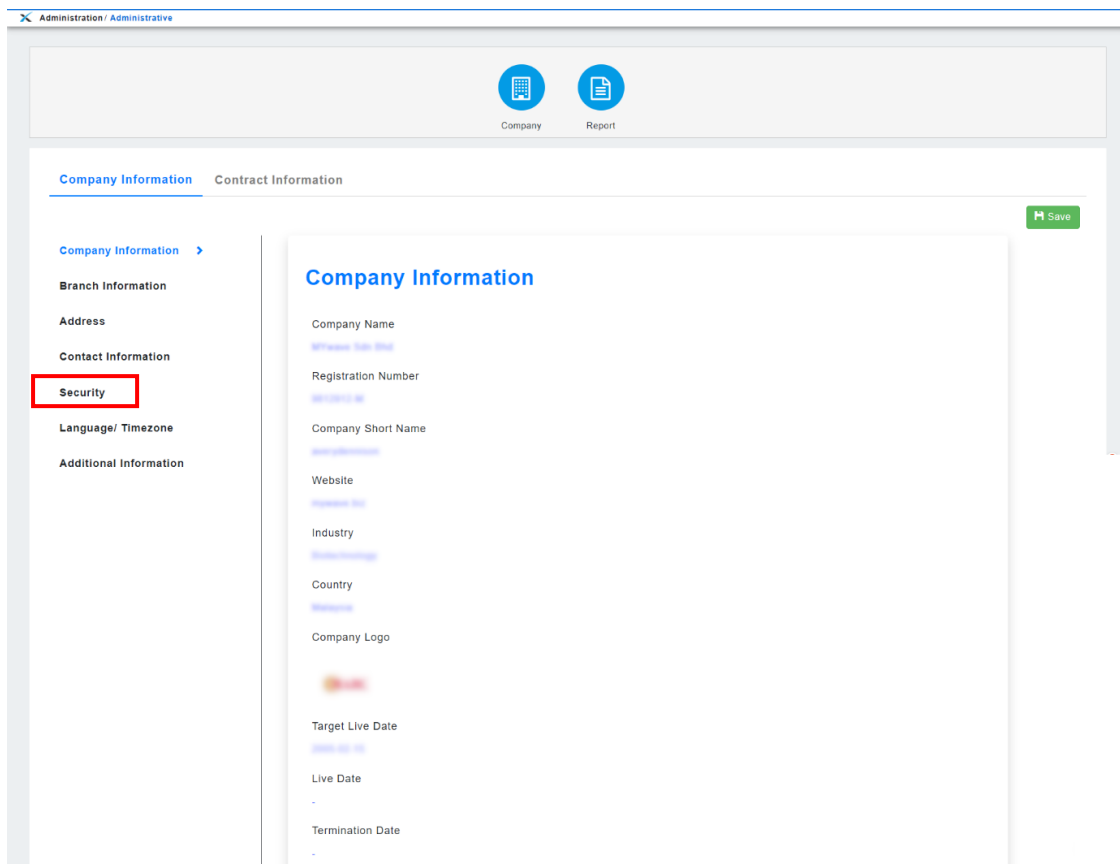 Administration/ Administrative
Company
Report
Company Information
Contract Information
Save
Company Information
Branch Information
Address
Contact Information
Security
Language/ Timezone
Additional Information
Company Information
Company Name
Registration Number
Company Short Name
Website
Industry
Country
Company Logo
Target Live Date
Live Date
-
Termination Date
-